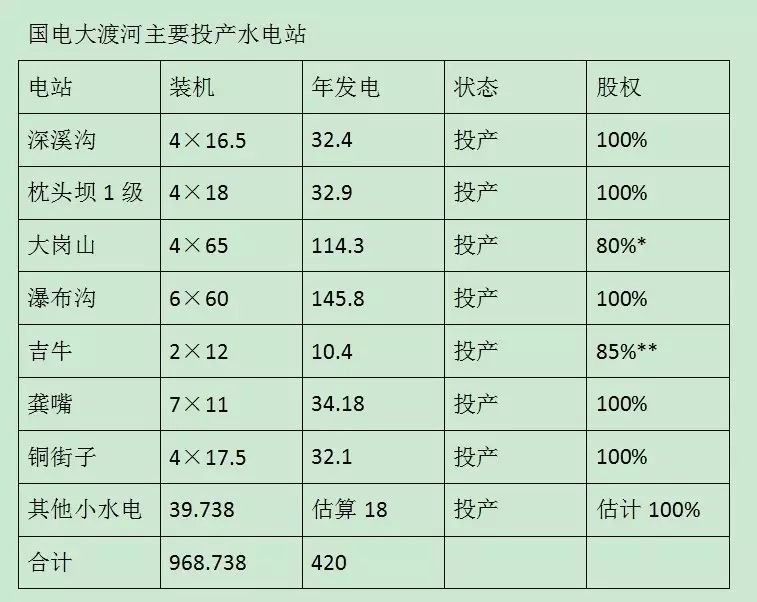 国电大渡河主要投产水电站
电站 装机 年发电 状态 股权
深溪沟 4×16.5 32.4 投产 100%
枕头坝1级 4×18 32.9 投产 100%
大岗山 4×65 114.3 投产 80%*
瀑布沟 6×60 145.8 投产 100%
吉牛 2×12 10.4 投产 85%**
龚嘴 7×11 34.18 投产 100%
铜街子 4×17.5 32.1 投产 100%
其他小水电 39.738 估算18 投产 估计100%
合计 968.738 420